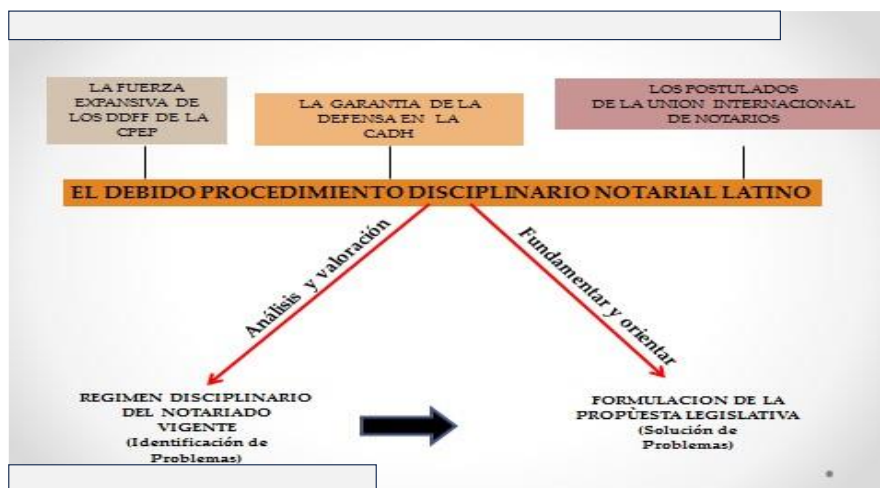 LA FUERZA
EXPANSIVA DE
LOS DDFF DE LA
CPEP
LA GARANTIA DE LA
DEFENSA EN LA
CADH
LOS POSTULADOS
DE LA UNION INTERNACIONAL
DE NOTARIOS
EL DEBIDO PROCEDIMIENTO DISCIPLINARIO NOTARIAL LATINO
Análisis y valoración
Fundamentar y orientar
REGIMEN DISCIPLINARIO
DEL NOTARIADO
VIGENTE
(Identificación de
Problemas)
FORMULACION DE LA
PROPÙESTA LEGISLATIVA
(Solución de
Problemas)